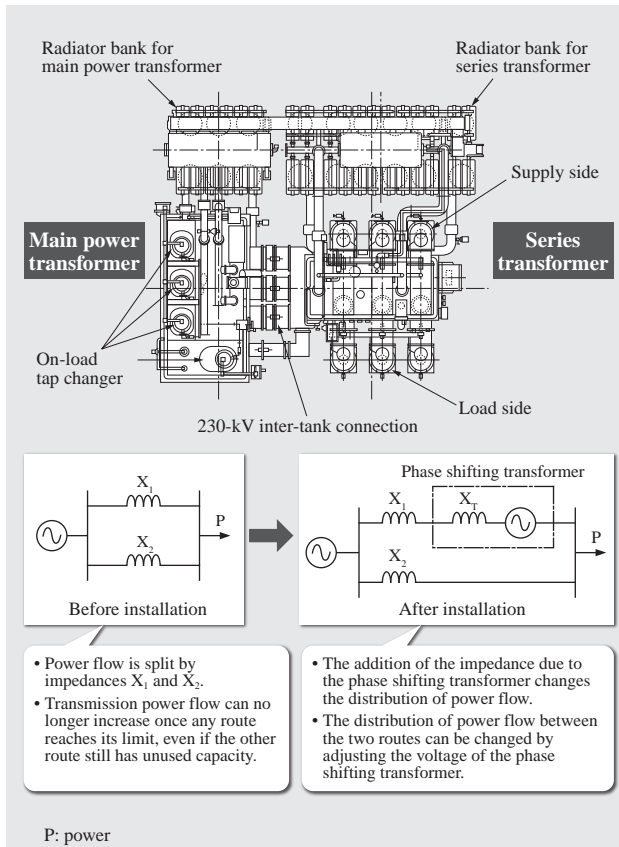 Radiator bank for
main power transformer
Radiator bank for
series transformer
Supply side
Main power
transformer
Series
transformer
On-load
tap changer
Load side
230-kV inter-tank connection
Phase shifting transformer
X1
X2
P
X1
XT
X2
P
Before installation
After installation
• Power flow is split by
impedances X1 and X2.
• Transmission power flow can no
longer increase once any route
reaches its limit, even if the other
route still has unused capacity.
• The addition of the impedance due to
the phase shifting transformer changes
the distribution of power flow.
• The distribution of power flow between
the two routes can be changed by
adjusting the voltage of the phase
shifting transformer.
P: power